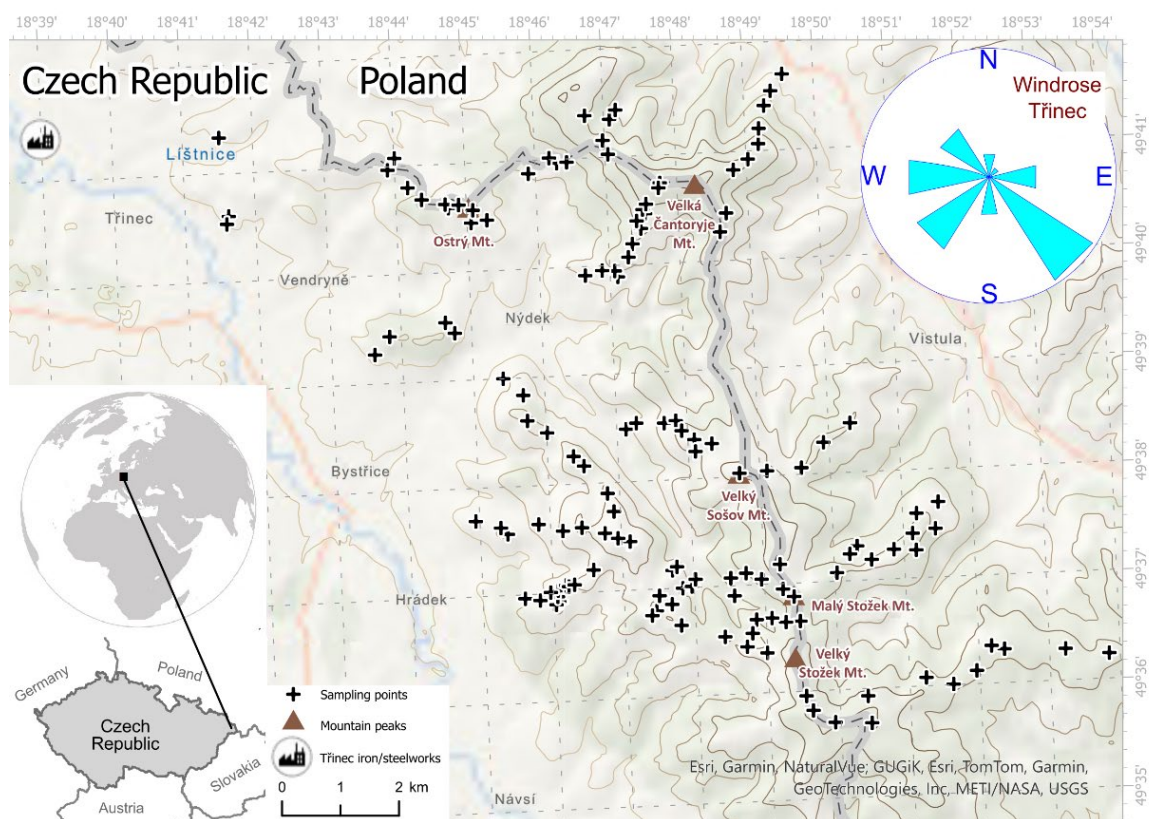 18°39' 18°40' 18°41' 18°42' 18°43' 18°44' 18°45' 18°46' 18°47' 18°48' 18°49' 18°50' 18°51' 18°52' 18°53' 18°54'
Czech Republic
Poland
Windrose
Třinec
N
W
E
S
49°41'
49°40'
49°39'
49°38'
49°37'
49°36'
49°35'
Líštnice
Třinec
Vendryně
Ostrý Mt.
Velká
Čantoryje
Mt.
Nýdek
Vistula
Bystřice
Velký
Sošov Mt.
Hrádek
Malý Stožek Mt.
Velký
Stožek Mt.
Návsí
Germany
Poland
Czech
Republic
Slovakia
Austria
Sampling points
Mountain peaks
Třinec iron/steelworks
0 1 2 km
Esri, Garmin, NaturalVue; GUGiK, Esri, TomTom, Garmin,
GeoTechnologies, Inc, METI/NASA, USGS